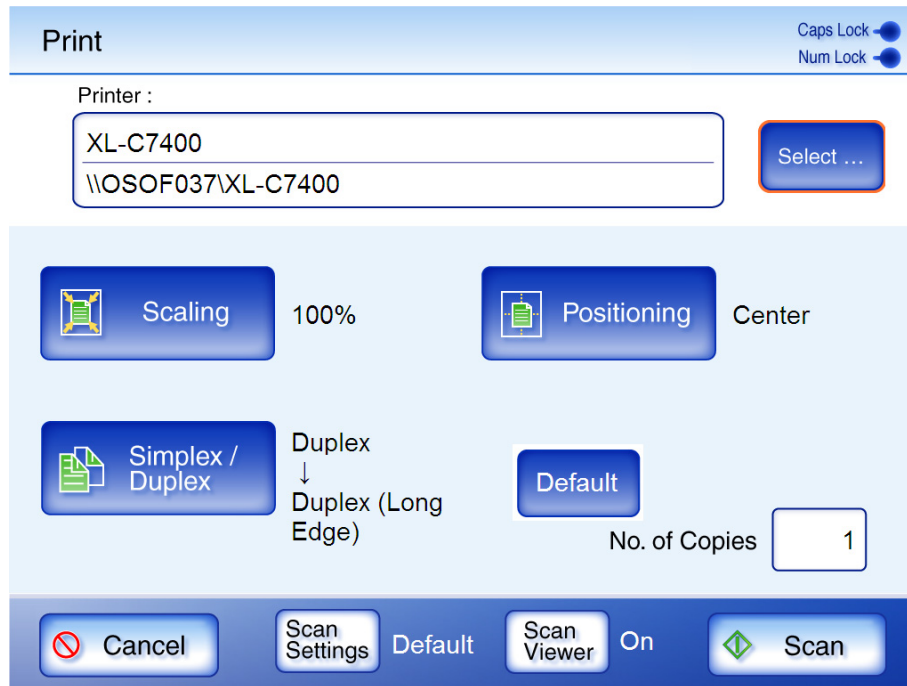 Print
Caps Lock
Num Lock
Printer :
XL-C7400
\\OSOF037\XL-C7400
Select ...
Scaling
100%
Positioning
Center
Simplex /
Duplex
Duplex
↓
Duplex (Long
Edge)
Default
No. of Copies
1
Cancel
Scan
Settings
Default
Scan
Viewer
On
Scan